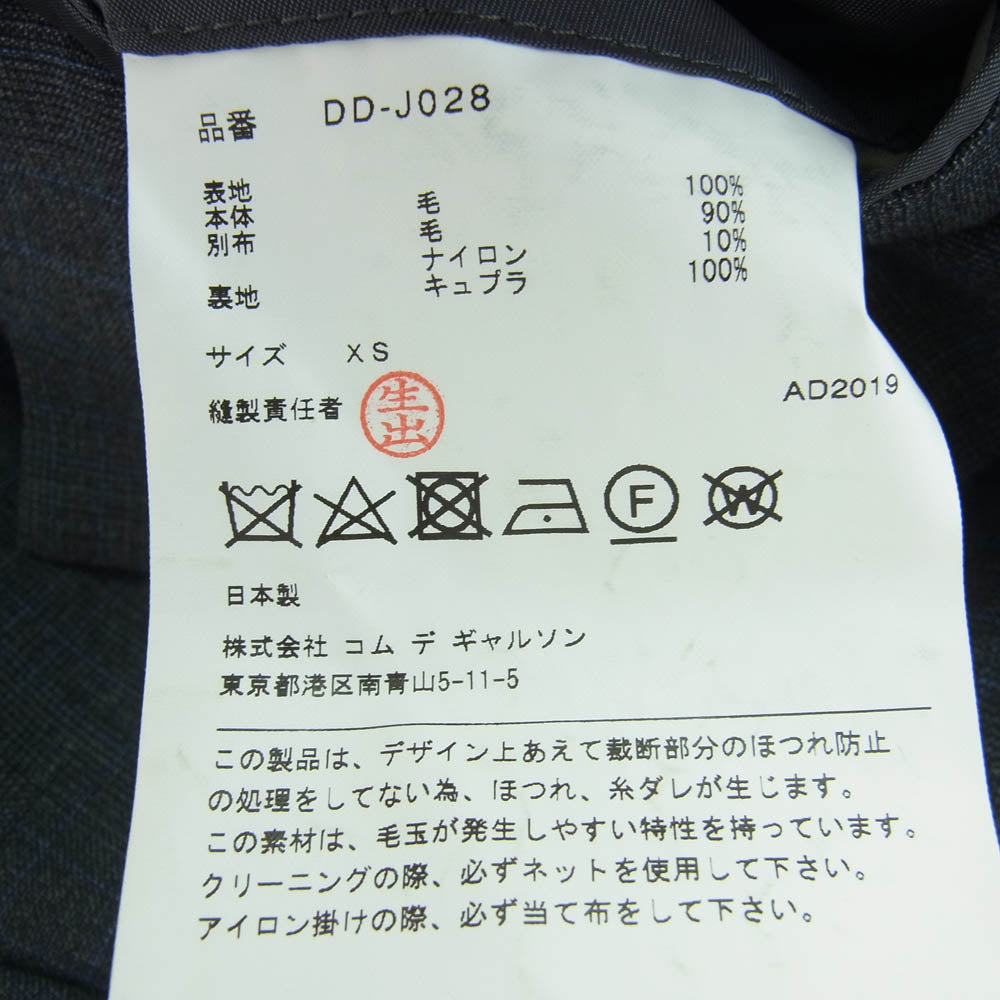 品番 DD-J028
表地 100%
本体 毛 90%
別布 毛 10%
ナイロン 100%
裏地 キュプラ
サイズ XS
縫製責任者 生出
AD2019
F
W
日本製
株式会社 コム デ ギャルソン
東京都港区南青山5-11-5
この製品は、デザイン上あえて裁断部分のほつれ防止
の処理をしてない為、ほつれ、糸ダレが生じます。
この素材は、毛玉が発生しやすい特性を持っています。
クリーニングの際、必ずネットを使用して下さい。
アイロン掛けの際、必ず当て布をして下さい。